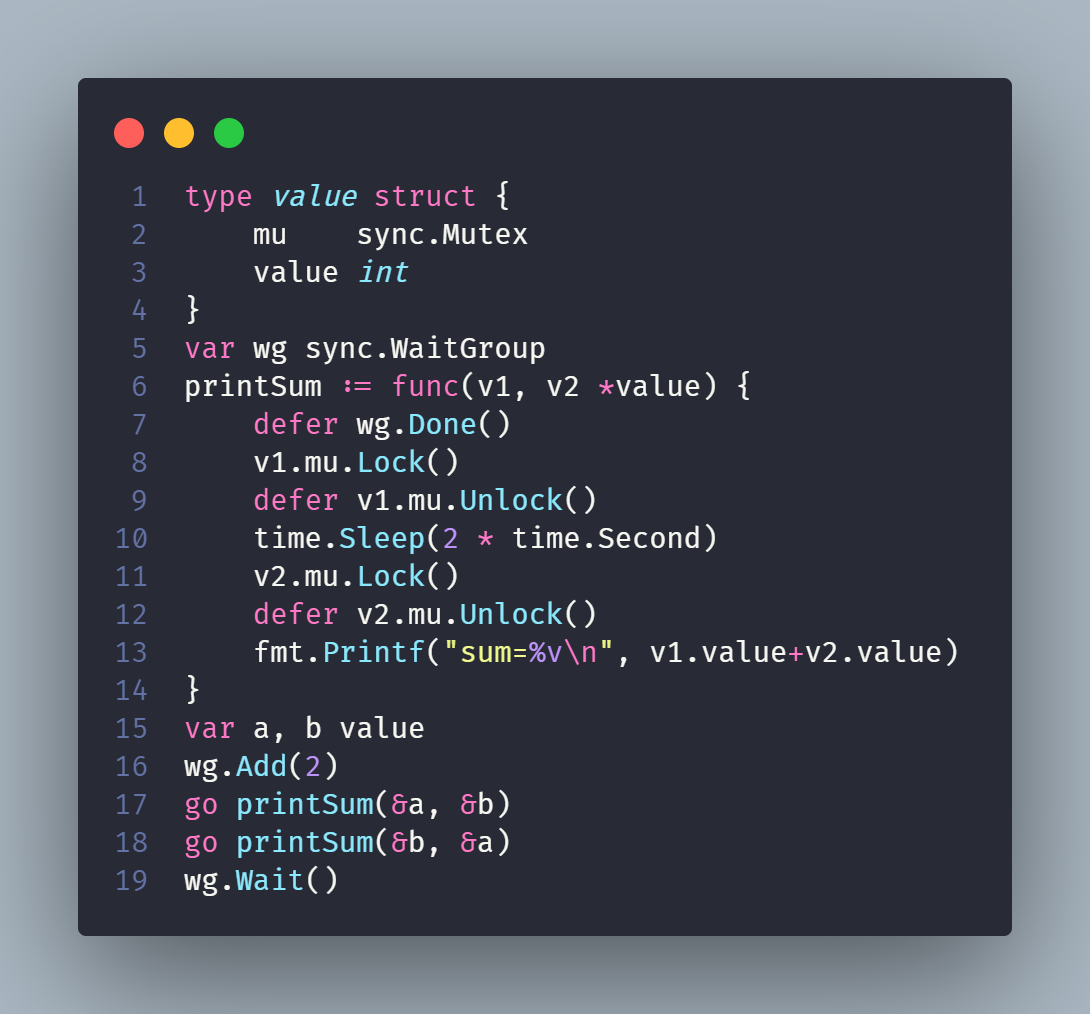 1 type value struct {
2     mu    sync.Mutex
3     value int
4 }
5 var wg sync.WaitGroup
6 printSum := func(v1, v2 *value) {
7     defer wg.Done()
8     v1.mu.Lock()
9     defer v1.mu.Unlock()
10     time.Sleep(2 * time.Second)
11     v2.mu.Lock()
12     defer v2.mu.Unlock()
13     fmt.Printf("sum=%v\n", v1.value+v2.value)
14 }
15 var a, b value
16 wg.Add(2)
17 go printSum(&a, &b)
18 go printSum(&b, &a)
19 wg.Wait()